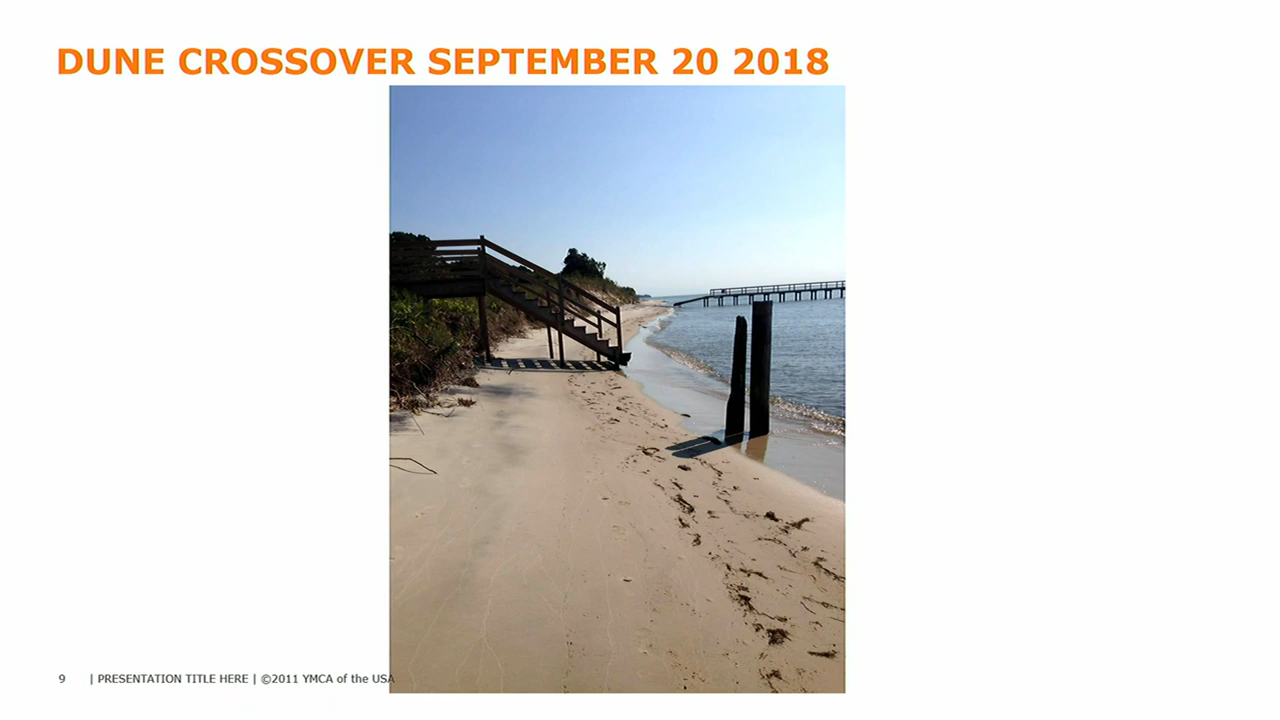 DUNE CROSSOVER SEPTEMBER 20 2018
9 | PRESENTATION TITLE HERE | ©2011 YMCA of the USA